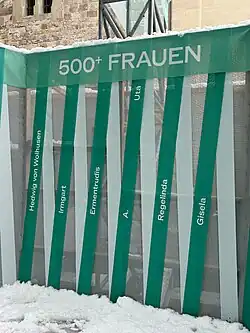 500+ FRAUEN
Hedwig von Wolhusen
Irmgart
Ermentrudis
A.
Uta
Regelinda
Gisela